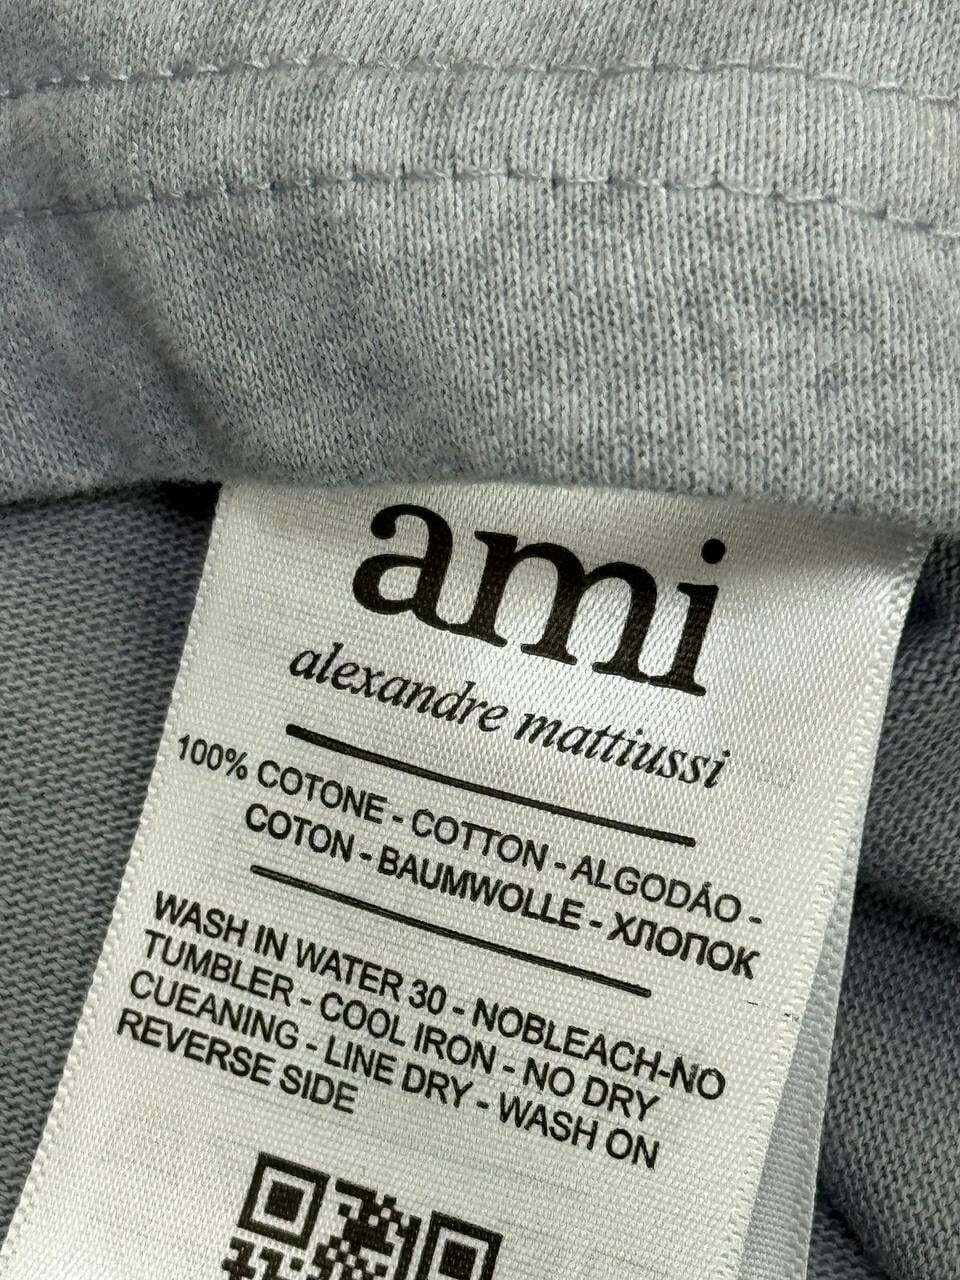 ami
alexandre mattiussi
100% COTONE - COTTON - ALGODÁO -
COTON - BAUMWOLLE - ХЛОПОК
WASH IN WATER 30 - NOBLEACH-NO
TUMBLER - COOL IRON - NO DRY
CUEANING - LINE DRY - WASH ON
REVERSE SIDE